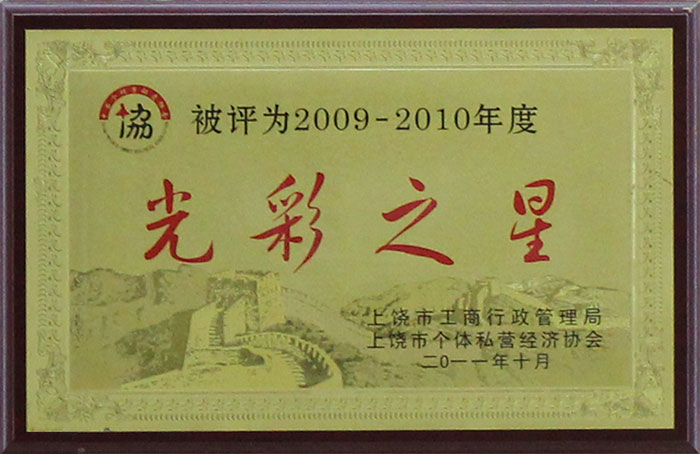 協
被评为2009-2010年度
光彩之星
上饶市工商行政管理局
上饶市个体私营经济协会
二0一一年十月